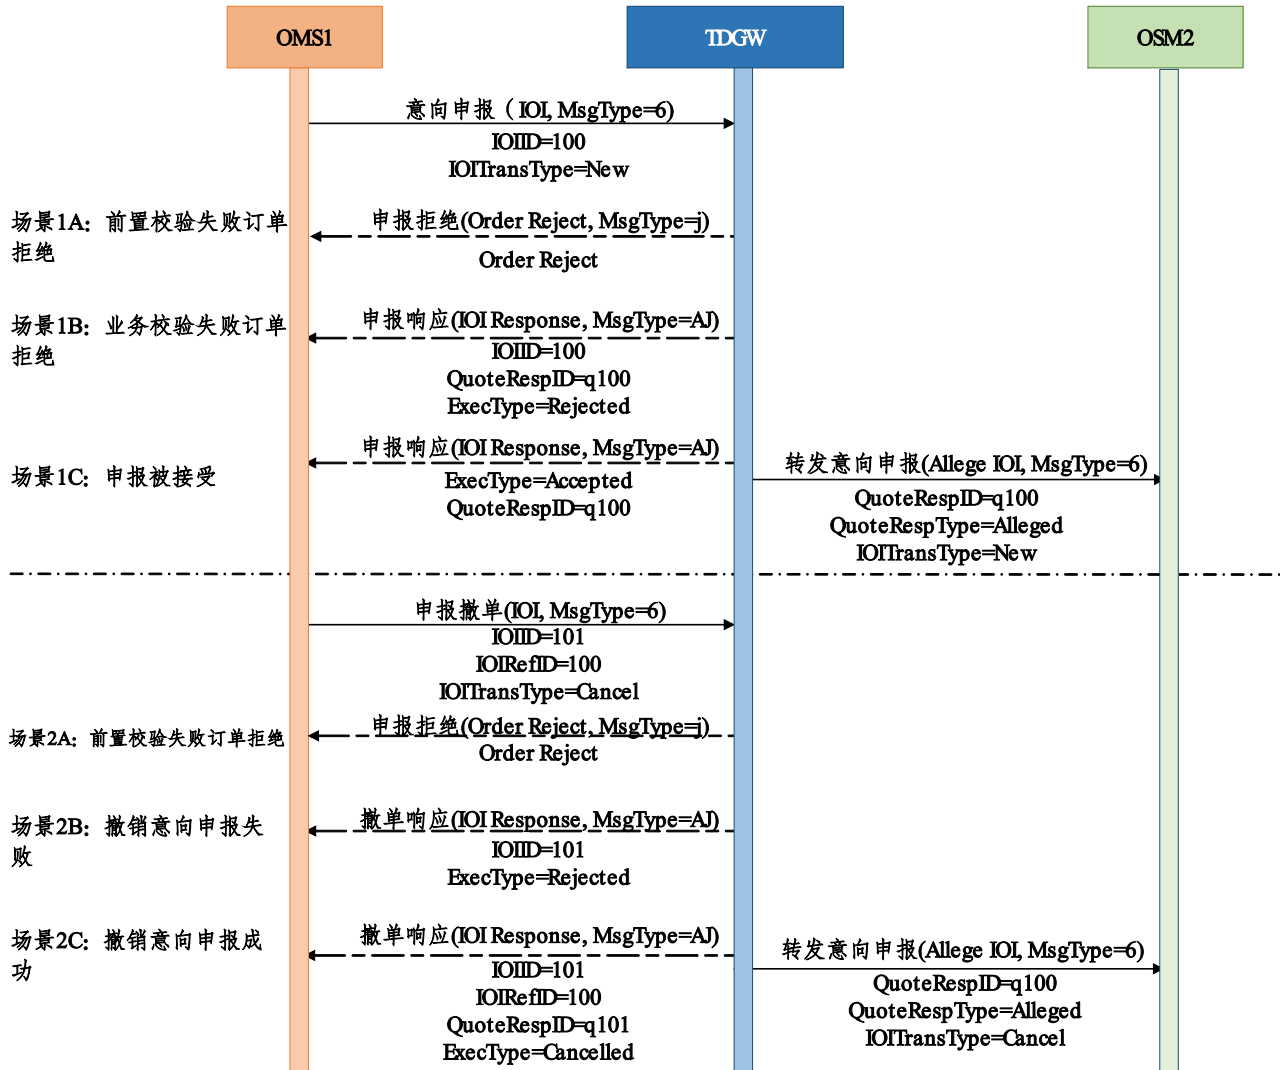 OMS1
TDGW
OSM2
意向申报（IOI, MsgType=6)
IOIID=100
IOITransType=New
场景1A：前置校验失败订单
拒绝
申报拒绝(Order Reject, MsgType=j)
Order Reject
场景1B：业务校验失败订单
拒绝
申报响应(IOI Response, MsgType=AJ)
IOIID=100
QuoteRespID=q100
ExecType=Rejected
场景1C：申报被接受
申报响应(IOI Response, MsgType=AJ)
ExecType=Accepted
QuoteRespID=q100
转发意向申报(Allege IOI, MsgType=6)
QuoteRespID=q100
QuoteRespType=Alleged
IOITransType=New
申报撤单(IOI, MsgType=6)
IOIID=101
IOIRefID=100
IOITransType=Cancel
场景2A：前置校验失败订单拒绝
申报拒绝(Order Reject, MsgType=j)
Order Reject
场景2B：撤销意向申报失
败
撤单响应(IOI Response, MsgType=AJ)
IOIID=101
ExecType=Rejected
场景2C：撤销意向申报成
功
撤单响应(IOI Response, MsgType=AJ)
IOIID=101
IOIRefID=100
QuoteRespID=q101
ExecType=Cancelled
转发意向申报(Allege IOI, MsgType=6)
QuoteRespID=q100
QuoteRespType=Alleged
IOITransType=Cancel